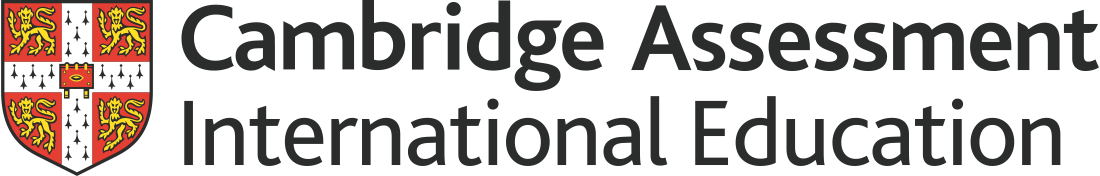 Cambridge Assessment
International Education